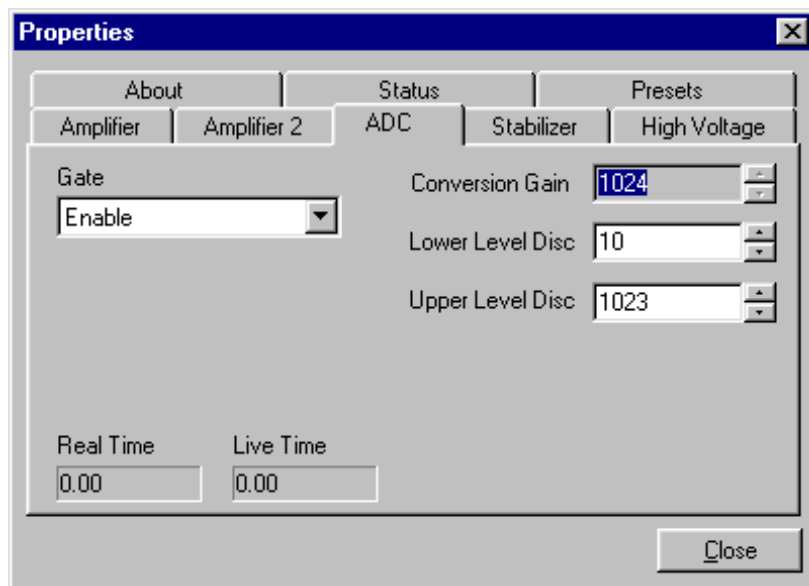 Properties
About Status Presets
Amplifier Amplifier 2 ADC Stabilizer High Voltage
Gate
Enable
Conversion Gain 1024
Lower Level Disc 10
Upper Level Disc 1023
Real Time Live Time
0.00 0.00
Close